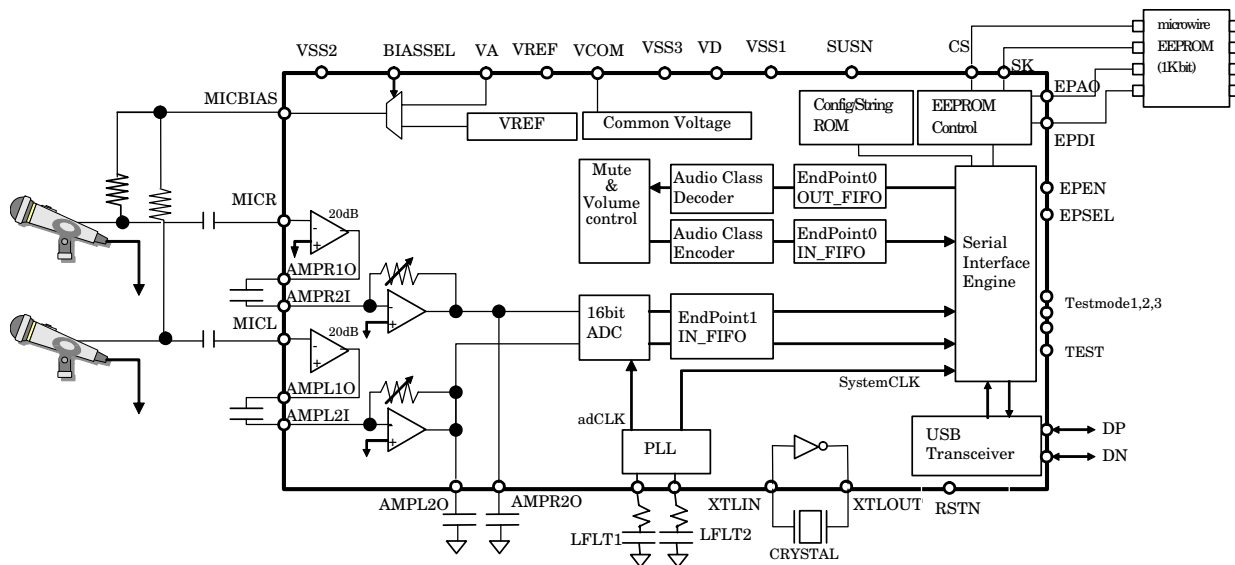 microwire
EEPROM
(1Kbit)
VSS2
BIASSEL
VA
VREF
VCOM
VSS3
VD
VSS1
SUSN
CS
SK
EPAO
EPDI
MICBIAS
VREF
Common Voltage
Config/String
ROM
EEPROM
Control
Mute
&
Volume
control
Audio Class
Decoder
EndPoint0
OUT_FIFO
Audio Class
Encoder
EndPoint0
IN_FIFO
Serial
Interface
Engine
EPEN
EPSEL
MICR
20dB
-
+
AMPR1O
AMPR2I
-
+
MICL
20dB
-
+
AMPL1O
AMPL2I
-
+
16bit
ADC
EndPoint1
IN_FIFO
Testmode1,2,3
TEST
SystemCLK
adCLK
PLL
USB
Transceiver
DP
DN
AMPL2O
AMPR2O
LFLT1
LFLT2
XTLIN
XTLOUT
RSTN
CRYSTAL